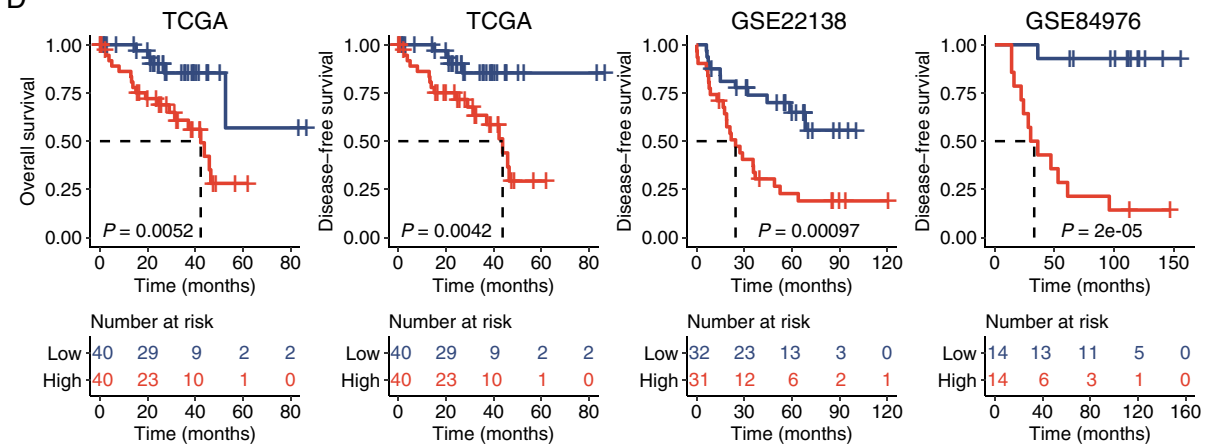 D
TCGA
TCGA
GSE22138
GSE84976
Overall survival
1.00
0.75
0.50
0.25
0.00
P = 0.0052
0 20 40 60 80
Time (months)
Disease−free survival
1.00
0.75
0.50
0.25
0.00
P = 0.0042
0 20 40 60 80
Time (months)
Disease−free survival
1.00
0.75
0.50
0.25
0.00
P = 0.00097
0 30 60 90 120
Time (months)
Disease−free survival
1.00
0.75
0.50
0.25
0.00
P = 2e-05
0 50 100 150
Time (months)
Number at risk
Low 40 29 9 2 2
High 40 23 10 1 0
0 20 40 60 80
Time (months)
Number at risk
Low 40 29 9 2 2
High 40 23 10 1 0
0 20 40 60 80
Time (months)
Number at risk
Low 32 23 13 3 0
High 31 12 6 2 1
0 30 60 90 120
Time (months)
Number at risk
Low 14 13 11 5 0
High 14 6 3 1 0
0 40 80 120 160
Time (months)